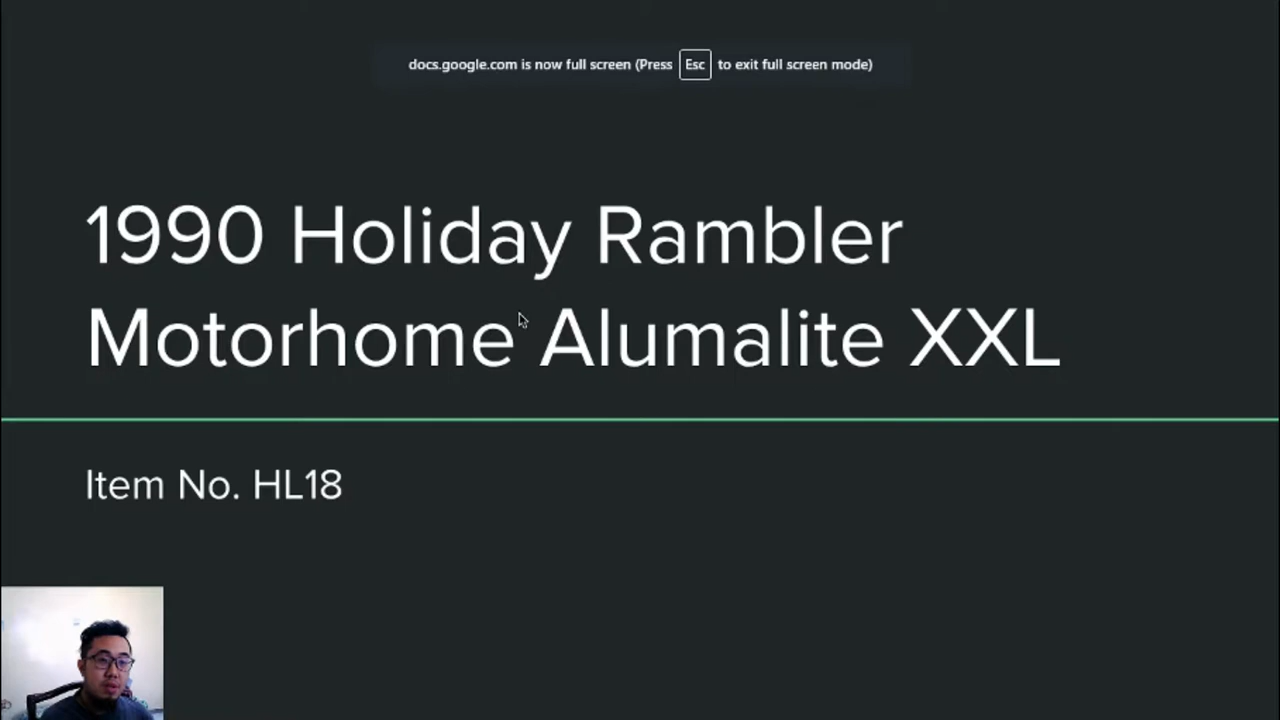 docs.google.com is now full screen (Press Esc to exit full screen mode)
1990 Holiday Rambler
Motorhome Alumalite XXL
Item No. HL18